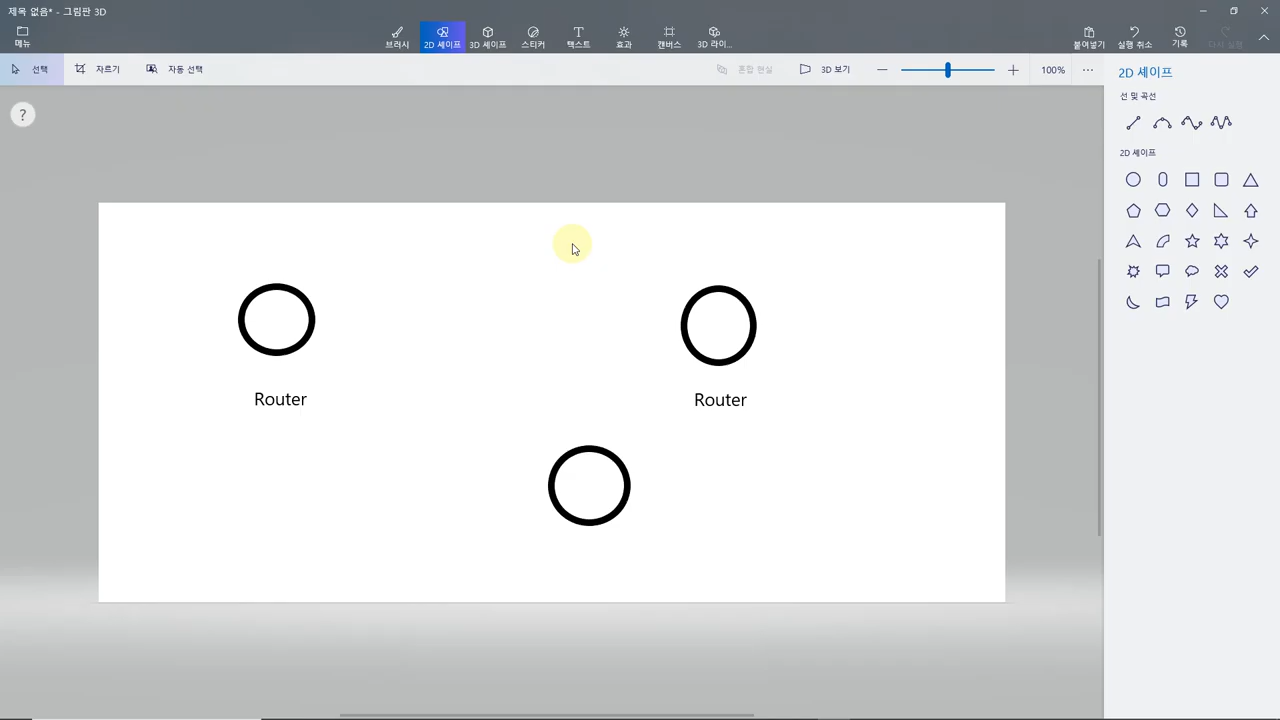 제목 없음* - 그림판 3D
메뉴
브러시
2D 셰이프
3D 셰이프
스티커
텍스트
효과
캔버스
3D 라이...
붙여넣기
실행 취소
기록
다시 실행
선택
자르기
자동 선택
혼합 현실
3D 보기
100%
2D 셰이프
선 및 곡선
2D 셰이프
?
Router
Router